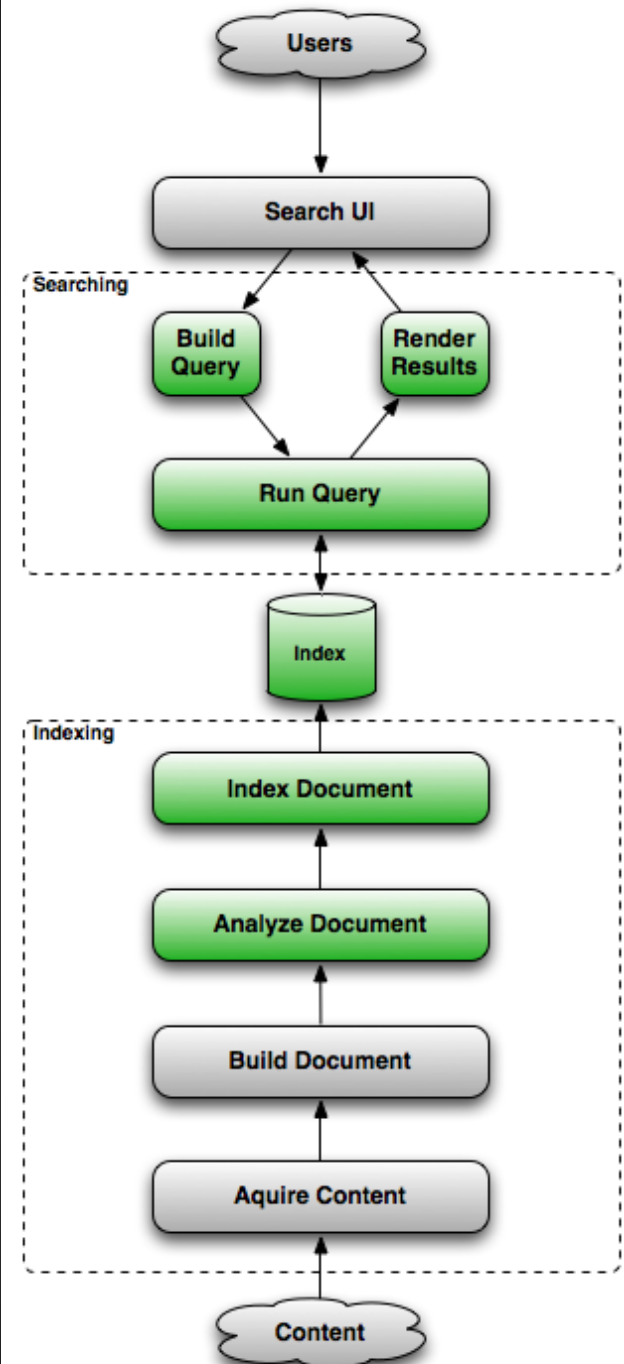 Users
Search UI
Searching
Build
Query
Render
Results
Run Query
Index
Indexing
Index Document
Analyze Document
Build Document
Aquire Content
Content